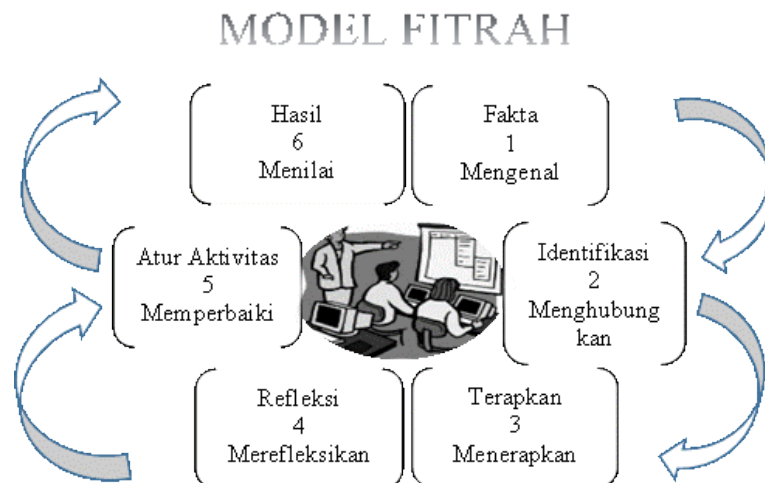 MODEL FITRAH
Hasil
6
Menilai
Fakta
1
Mengenal
Atur Aktivitas
5
Memperbaiki
Identifikasi
2
Menghubung
kan
Refleksi
4
Merefleksikan
Terapkan
3
Menerapkan